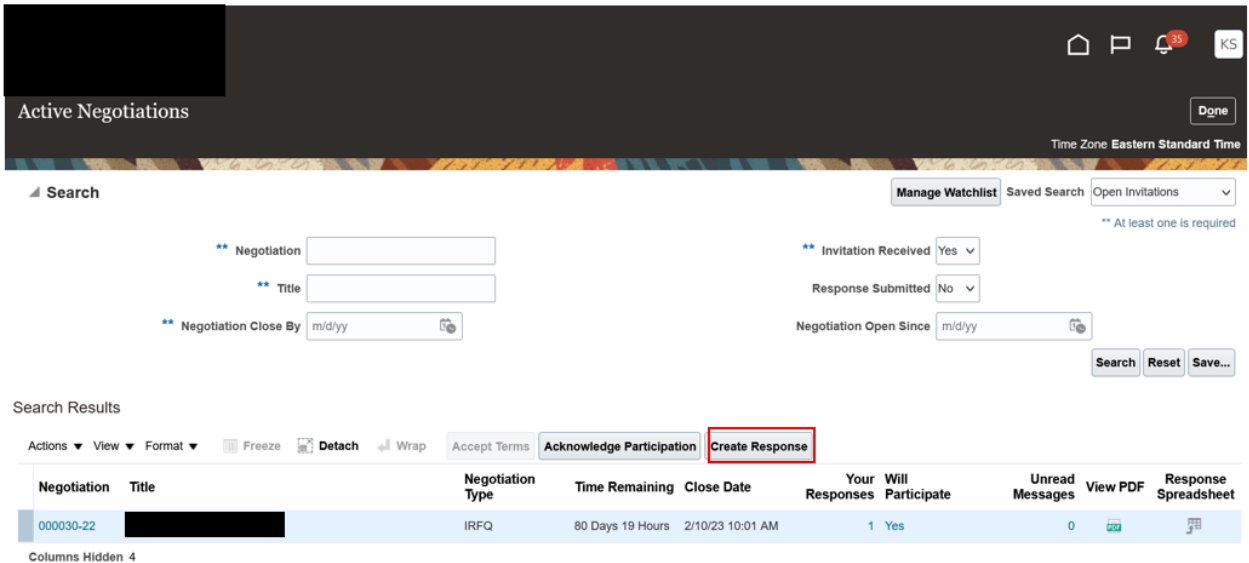 35
KS
Active Negotiations
Done
Time Zone Eastern Standard Time
Search
Manage Watchlist Saved Search Open Invitations
** At least one is required
** Negotiation
** Invitation Received Yes
** Title
Response Submitted No
** Negotiation Close By m/d/yy
Negotiation Open Since m/d/yy
Search Reset Save...
Search Results
Actions View Format Freeze Detach Wrap Accept Terms Acknowledge Participation Create Response
Negotiation Title Negotiation Type Time Remaining Close Date Your Responses Will Participate Unread Messages View PDF Response Spreadsheet
000030-22 IRFQ 80 Days 19 Hours 2/10/23 10:01 AM 1 Yes 0 PDF
Columns Hidden 4